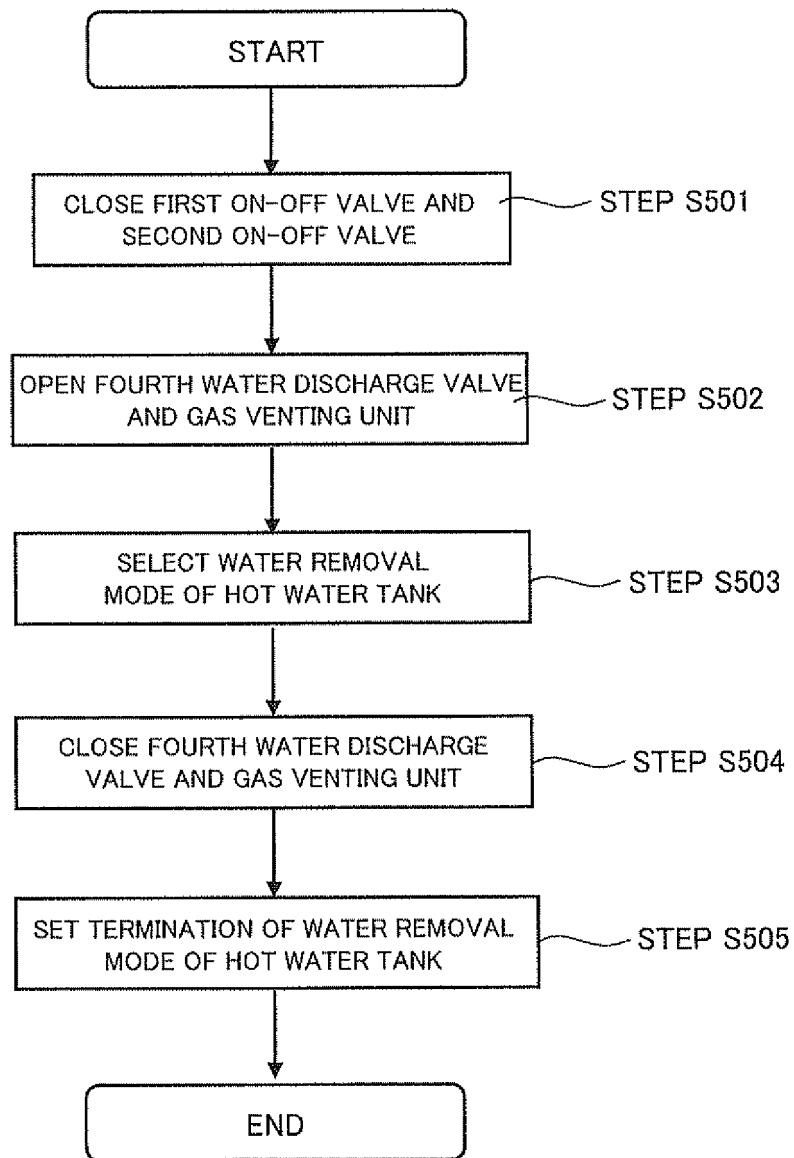 START
CLOSE FIRST ON-OFF VALVE AND
SECOND ON-OFF VALVE
STEP S501
OPEN FOURTH WATER DISCHARGE VALVE
AND GAS VENTING UNIT
STEP S502
SELECT WATER REMOVAL
MODE OF HOT WATER TANK
STEP S503
CLOSE FOURTH WATER DISCHARGE
VALVE AND GAS VENTING UNIT
STEP S504
SET TERMINATION OF WATER REMOVAL
MODE OF HOT WATER TANK
STEP S505
END